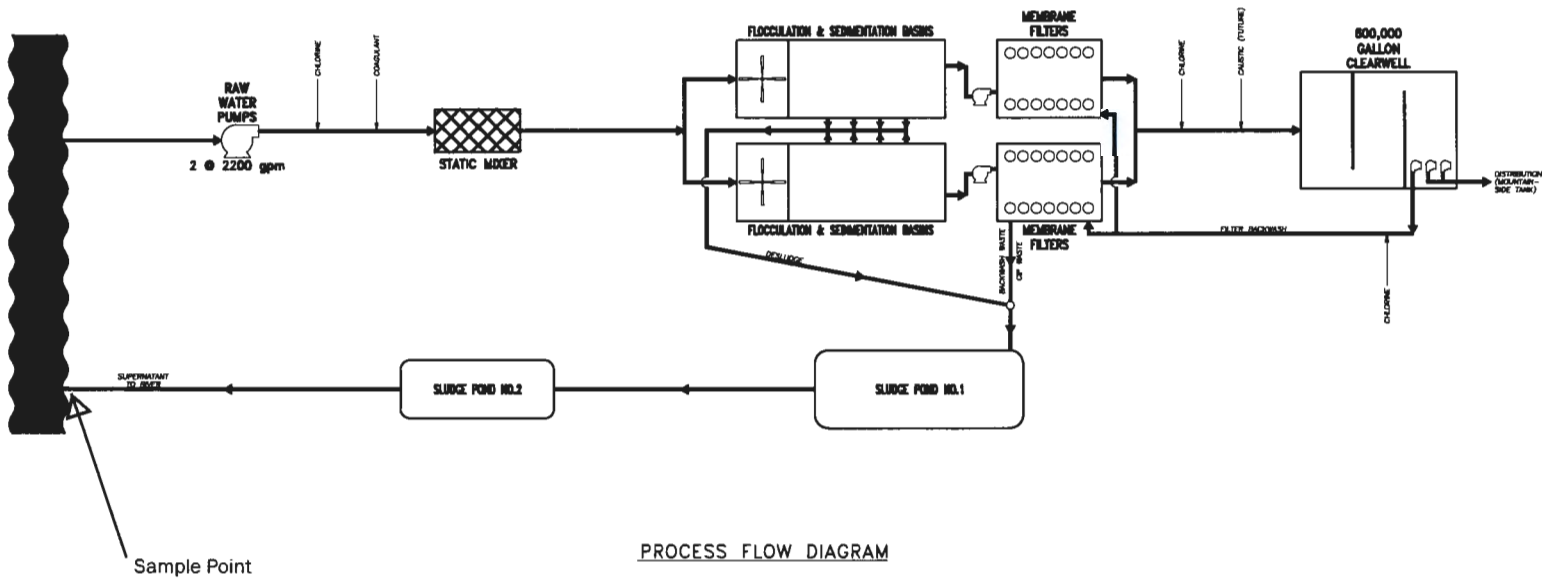 FLOCCULATION & SEDIMENTATION BASINS
MEMBRANE
FILTERS
600,000
GALLON
CLEARWELL
CHLORINE
COAGULANT
CHLORINE
CAUSTIC (FUTURE)
RAW
WATER
PUMPS
2 @ 2200 gpm
STATIC MIXER
DISTRIBUTION
(MOUNTAIN-
SIDE TANK)
FLOCCULATION & SEDIMENTATION BASINS
MEMBRANE
FILTERS
FILTER BACKWASH
DESLUDGE
BACKWASH WASTE
CIP WASTE
CHLORINE
SUPERNATANT
TO RIVER
SLUDGE POND NO.2
SLUDGE POND NO.1
PROCESS FLOW DIAGRAM
Sample Point